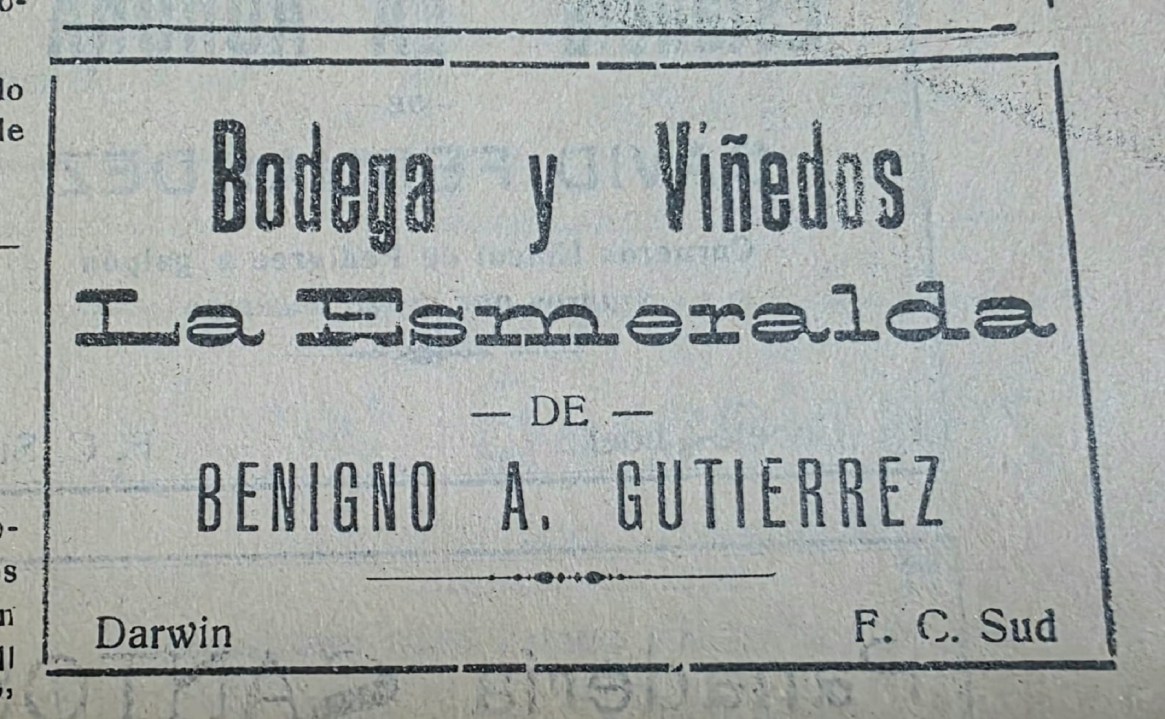 Bodega y Viñedos
La Esmeralda
— DE —
BENIGNO A. GUTIERREZ
Darwin F. C. Sud